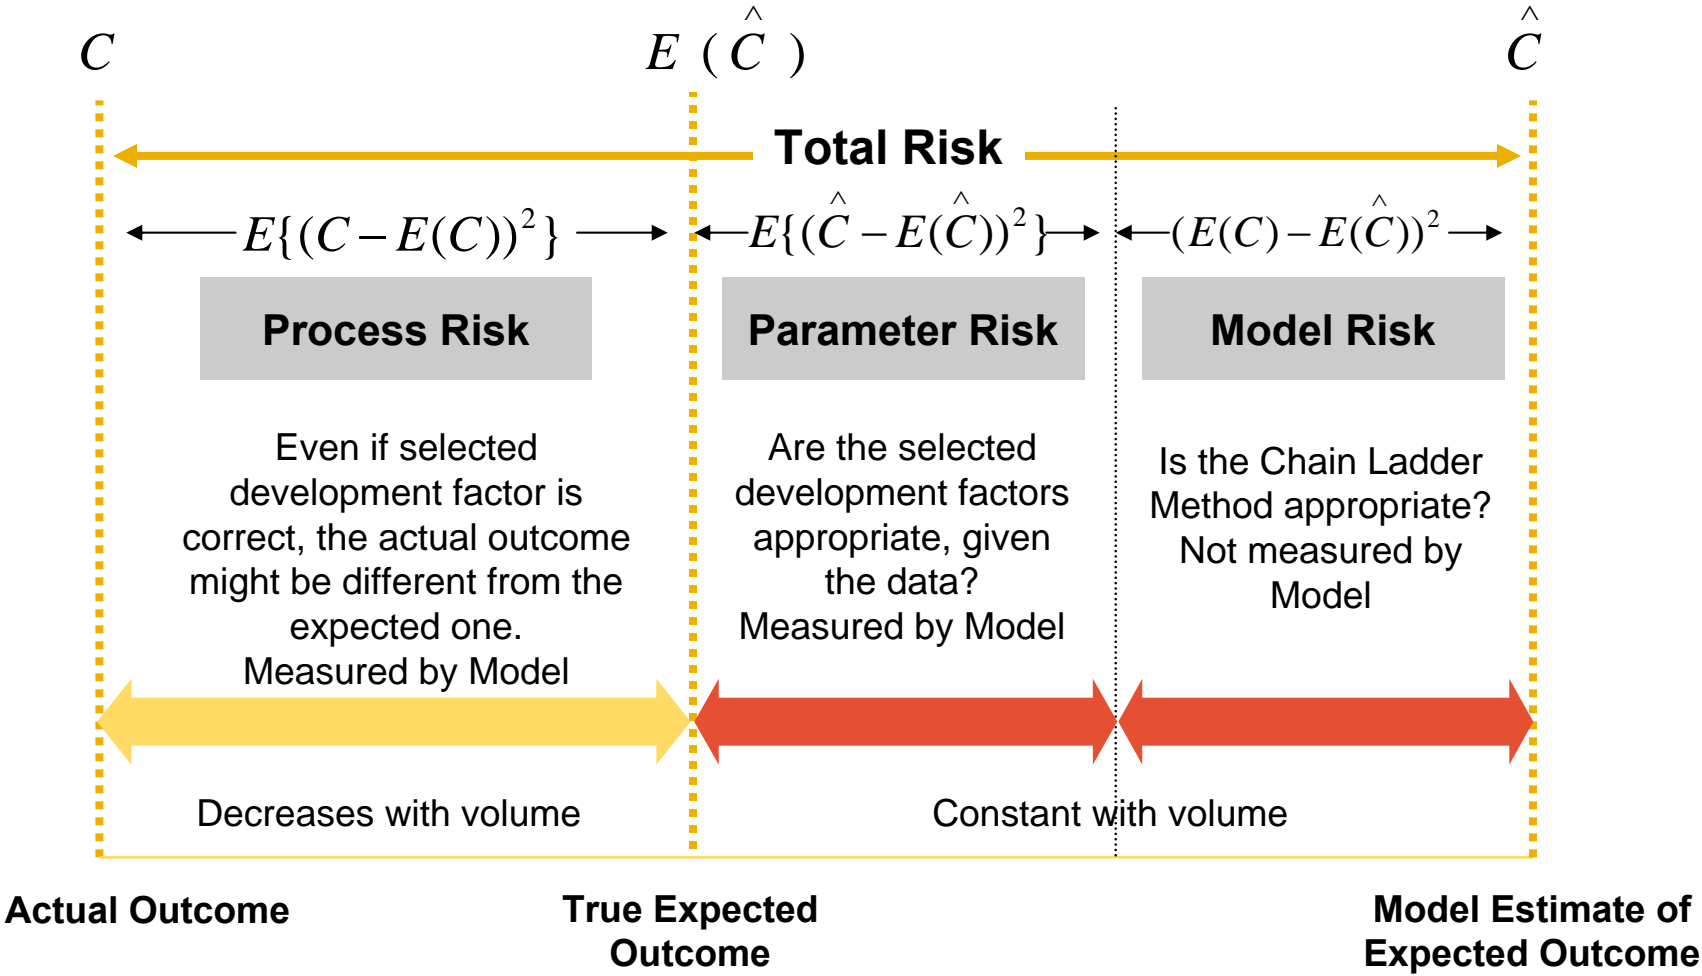 C
E ( Ĉ )
Ĉ
Total Risk
E{(C − E(C))²}
E{(Ĉ − E(Ĉ))²}
(E(C) − E(Ĉ))²
Process Risk
Parameter Risk
Model Risk
Even if selected
development factor is
correct, the actual outcome
might be different from the
expected one.
Measured by Model
Are the selected
development factors
appropriate, given
the data?
Measured by Model
Is the Chain Ladder
Method appropriate?
Not measured by
Model
Decreases with volume
Constant with volume
Actual Outcome
True Expected
Outcome
Model Estimate of
Expected Outcome